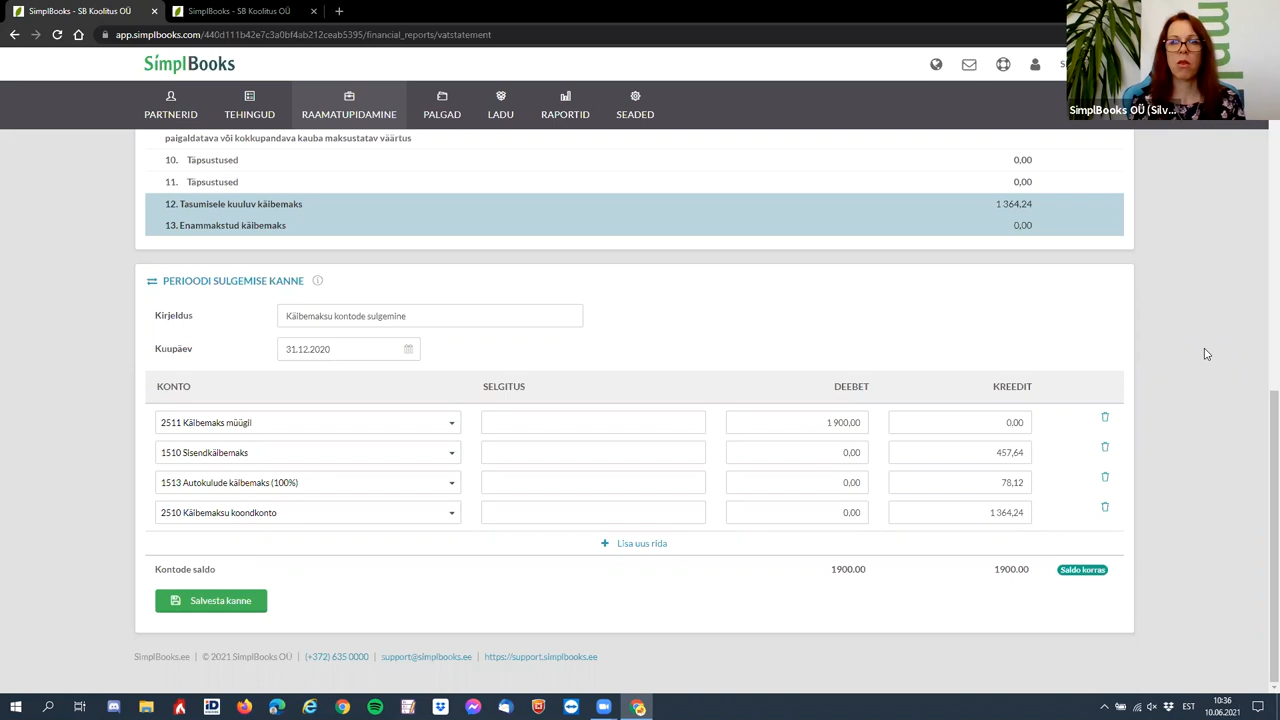 SimplBooks - SB Koolitus OÜ
SimplBooks - SB Koolitus OÜ
app.simplbooks.com/440d111b42e7c3a0bf4ab212ceab5395/financial_reports/vatstatement
SimplBooks
PARTNERID TEHINGUD RAAMATUPIDAMINE PALGAD LADU RAPORTID SEADED
SimplBooks OÜ (Silv...
paigaldatava või kokkupandava kauba maksustatav väärtus
10. Täpsustused 0,00
11. Täpsustused 0,00
12. Tasumisele kuuluv käibemaks 1 364,24
13. Enammakstud käibemaks 0,00
PERIOODI SULGEMISE KANNE
Kirjeldus Käibemaksu kontode sulgemine
Kuupäev 31.12.2020
KONTO SELGITUS DEEBET KREEDIT
2511 Käibemaks müügil 1 900,00 0,00
1510 Sisendkäibemaks 0,00 457,64
1513 Autokulude käibemaks (100%) 0,00 78,12
2510 Käibemaksu koondkonto 0,00 1 364,24
+ Lisa uus rida
Kontode saldo 1900.00 1900.00 Saldo korras
Salvesta kanne
SimplBooks.ee | © 2021 SimplBooks OÜ | (+372) 635 0000 | support@simplbooks.ee | https://support.simplbooks.ee
EST
10:36
10.06.2021